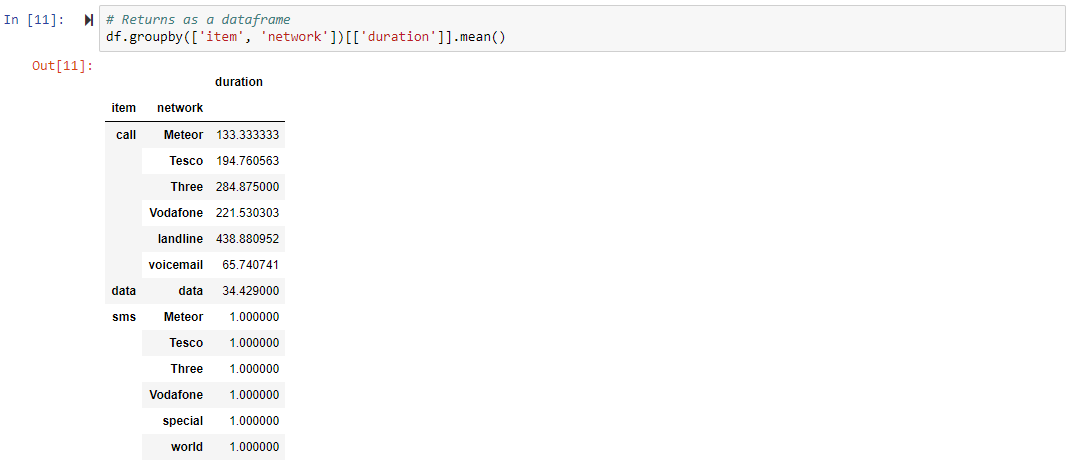 In [11]: # Returns as a dataframe
df.groupby(['item', 'network'])[['duration']].mean()
Out[11]:
duration
item network
call Meteor 133.333333
Tesco 194.760563
Three 284.875000
Vodafone 221.530303
landline 438.880952
voicemail 65.740741
data data 34.429000
sms Meteor 1.000000
Tesco 1.000000
Three 1.000000
Vodafone 1.000000
special 1.000000
world 1.000000